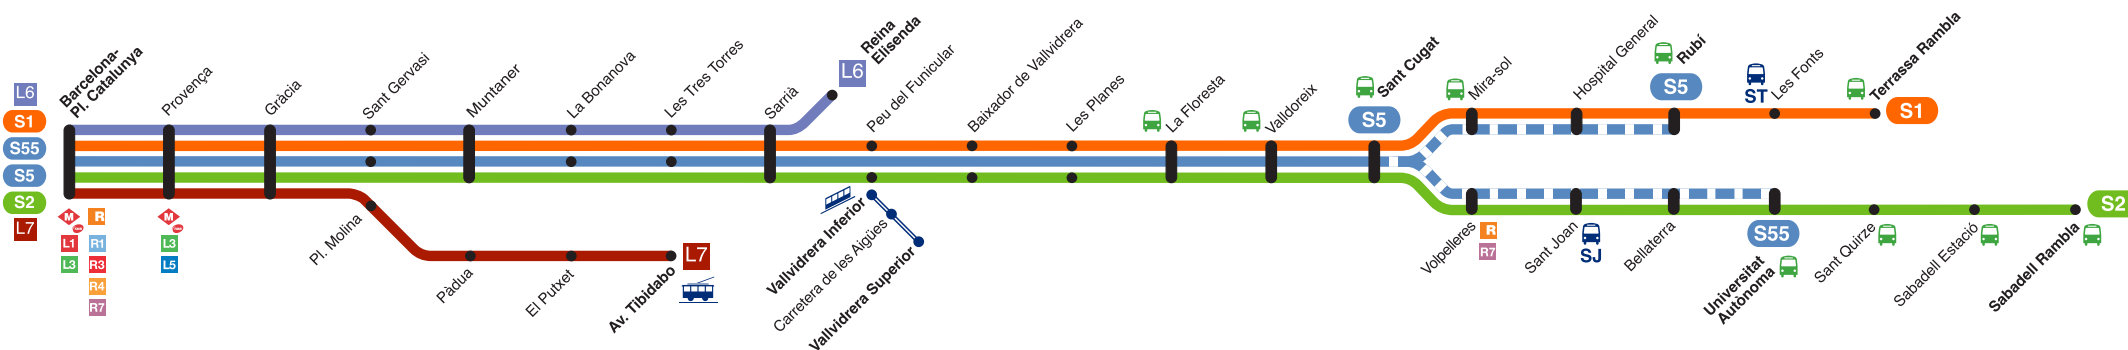 L6
S1
S55
S5
S2
L7
Barcelona-
Pl. Catalunya
Provença
Gràcia
Sant Gervasi
Muntaner
La Bonanova
Les Tres Torres
Sarrià
L6
Reina
Elisenda
Peu del Funicular
Baixador de Vallvidrera
Les Planes
La Floresta
Valldoreix
S5
Sant Cugat
Mira-sol
Hospital General
S5
Rubí
ST
Les Fonts
Terrassa Rambla
S1
M
R
L1
R1
L3
R3
R4
R7
M
L3
L5
Pl. Molina
Pàdua
El Putxet
Av. Tibidabo
L7
Vallvidrera Inferior
Carretera de les Aigües
Vallvidrera Superior
Volpelleres
R
R7
Sant Joan
SJ
Bellaterra
S55
Universitat
Autònoma
Sant Quirze
Sabadell Estació
Sabadell Rambla
S2